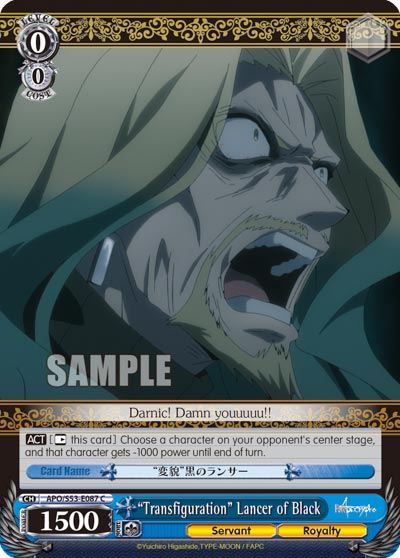 LEVEL
0
0
COST
SAMPLE
Darnic! Damn youuuuu!!
ACT [ this card] Choose a character on your opponent's center stage,
and that character gets -1000 power until end of turn.
Card Name
“変貌”黒のランサー
CH APO/S53-E087 C
POWER 1500
“Transfiguration” Lancer of Black
Servant
Royalty
©Yuichiro Higashide,TYPE-MOON / FAPC